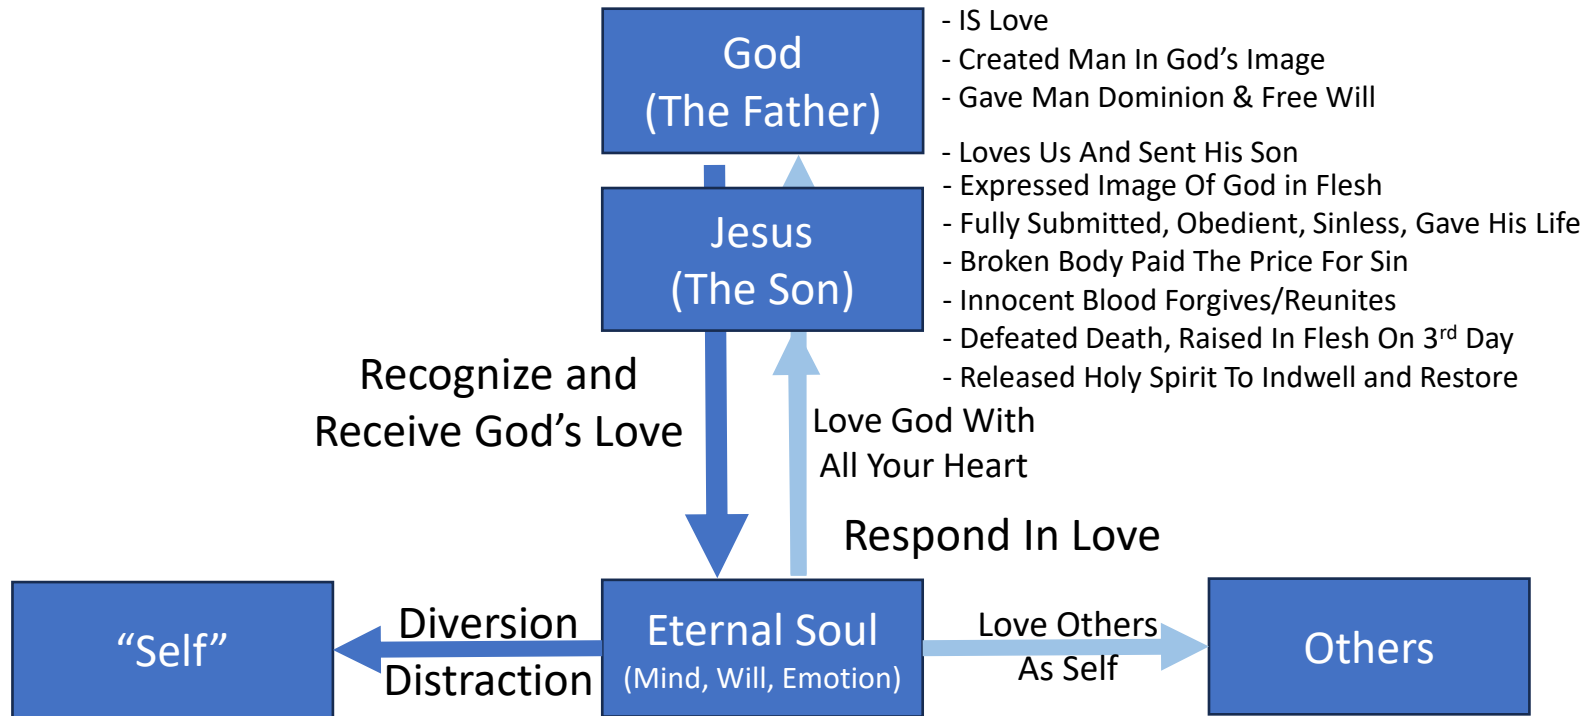 God
(The Father)
- IS Love
- Created Man In God’s Image
- Gave Man Dominion & Free Will
- Loves Us And Sent His Son
Jesus
(The Son)
- Expressed Image Of God in Flesh
- Fully Submitted, Obedient, Sinless, Gave His Life
- Broken Body Paid The Price For Sin
- Innocent Blood Forgives/Reunites
- Defeated Death, Raised In Flesh On 3rd Day
- Released Holy Spirit To Indwell and Restore
Recognize and
Receive God’s Love
Love God With
All Your Heart
Respond In Love
“Self”
Diversion
Distraction
Eternal Soul
(Mind, Will, Emotion)
Love Others
As Self
Others